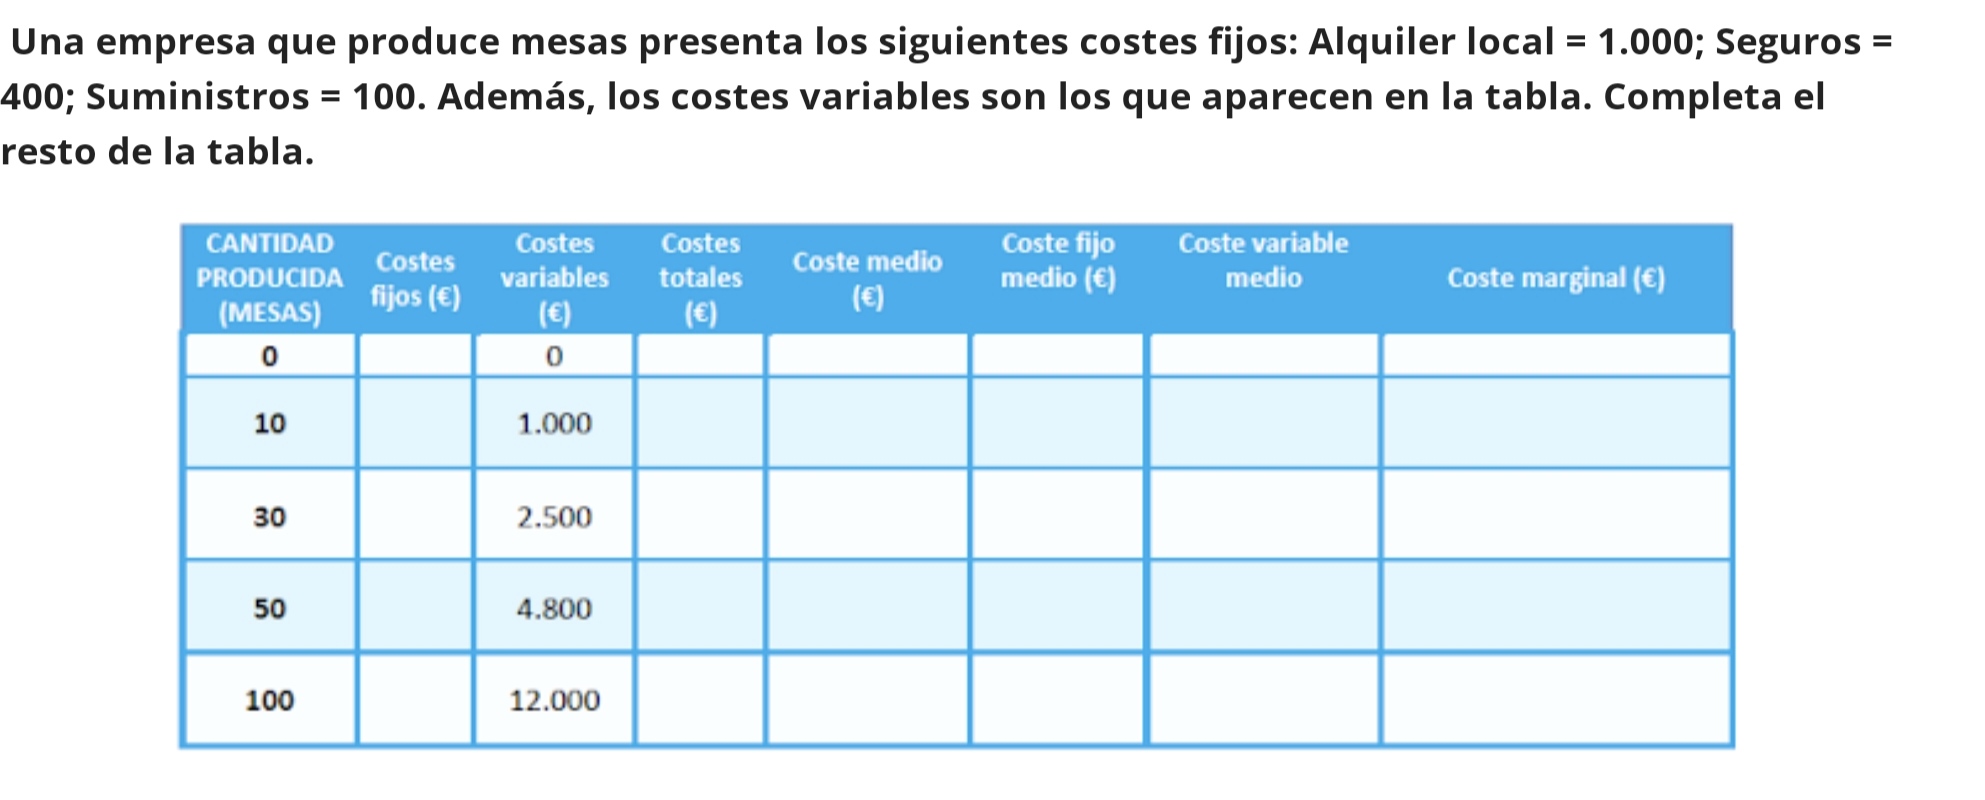 Una empresa que produce mesas presenta los siguientes costes fijos: Alquiler local = 1.000; Seguros =
400; Suministros = 100. Además, los costes variables son los que aparecen en la tabla. Completa el
resto de la tabla.
CANTIDAD PRODUCIDA (MESAS) Costes fijos (€) Costes variables (€) Costes totales (€) Coste medio (€) Coste fijo medio (€) Coste variable medio Coste marginal (€)
0 0
10 1.000
30 2.500
50 4.800
100 12.000